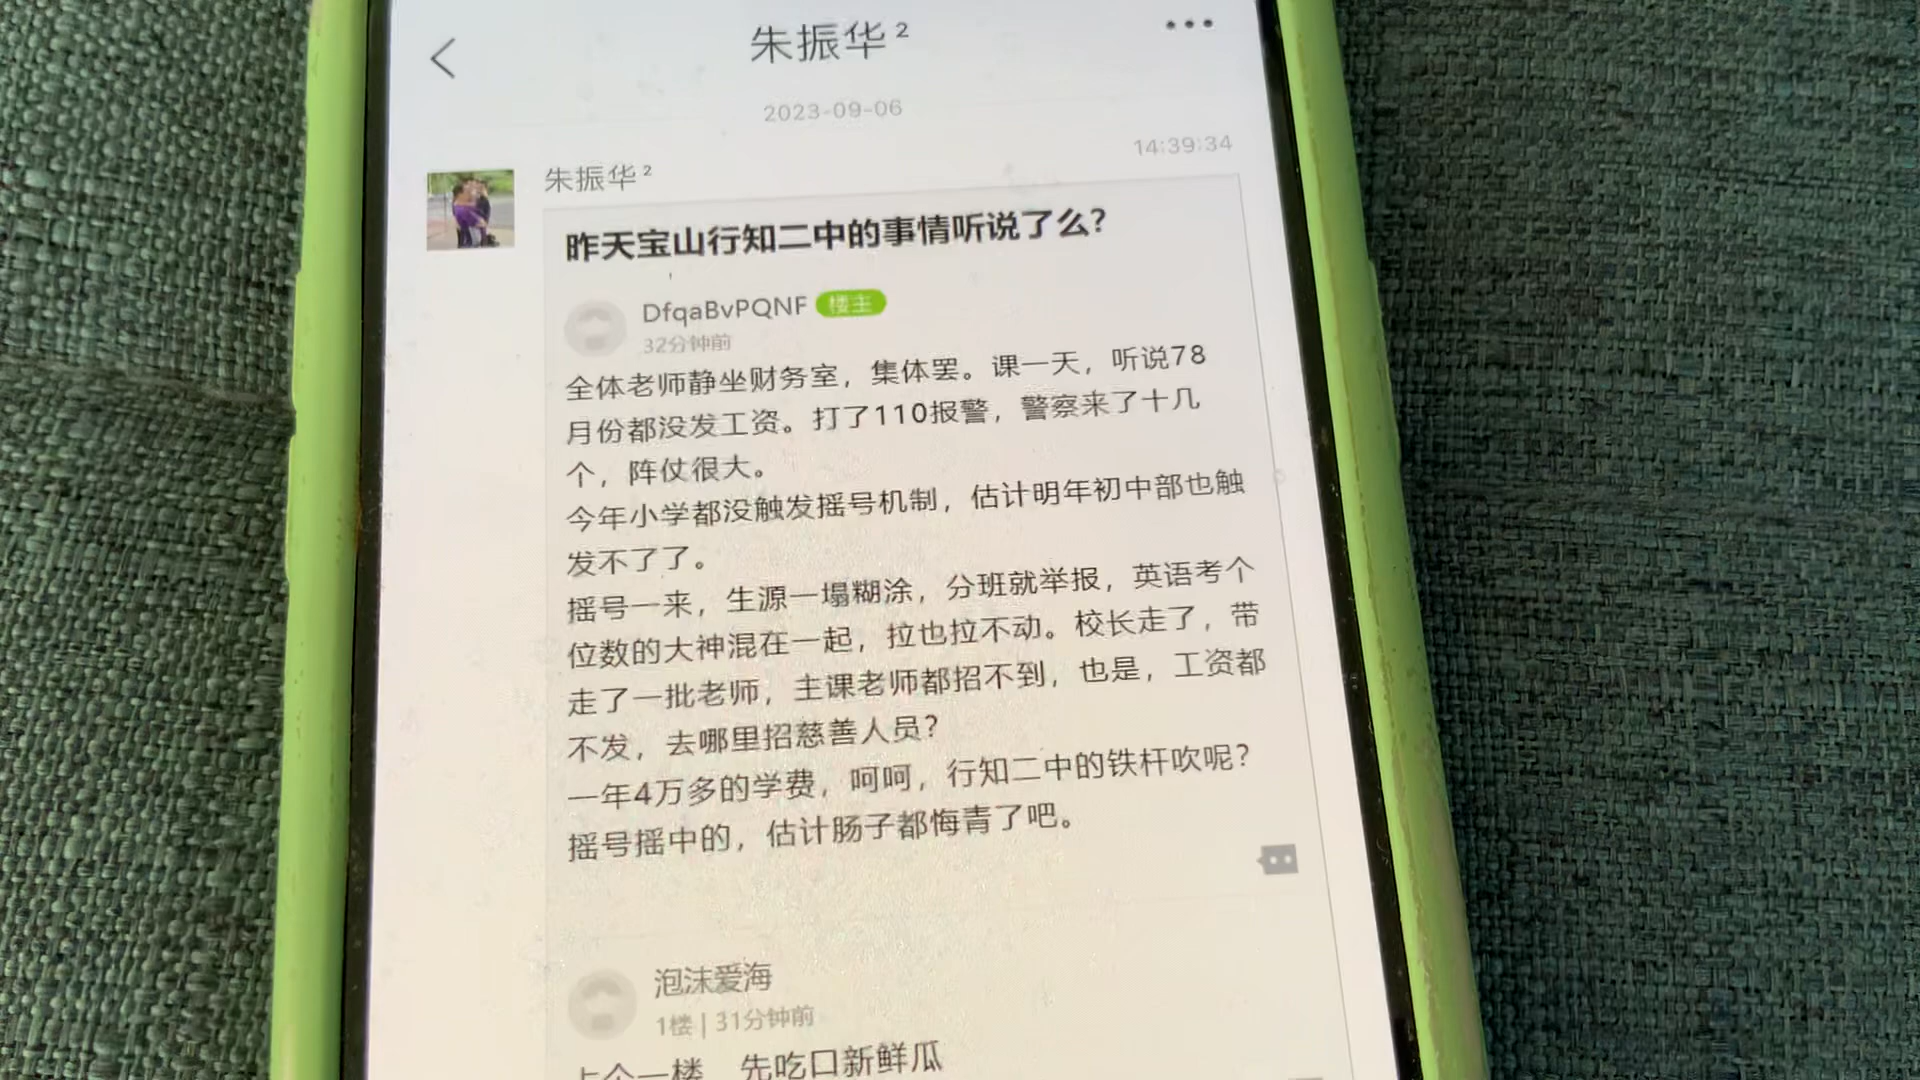 朱振华²
2023-09-06
14:39:34
朱振华²
昨天宝山行知二中的事情听说了么？
DfqaBvPQNF 楼主
32分钟前
全体老师静坐财务室，集体罢。课一天，听说78
月份都没发工资。打了110报警，警察来了十几
个，阵仗很大。
今年小学都没触发摇号机制，估计明年初中部也触
发不了了。
摇号一来，生源一塌糊涂，分班就举报，英语考个
位数的大神混在一起，拉也拉不动。校长走了，带
走了一批老师，主课老师都招不到，也是，工资都
不发，去哪里招慈善人员？
一年4万多的学费，呵呵，行知二中的铁杆吹呢？
摇号摇中的，估计肠子都悔青了吧。
泡沫爱海
1楼 | 31分钟前
上个一楼 先吃口新鲜瓜